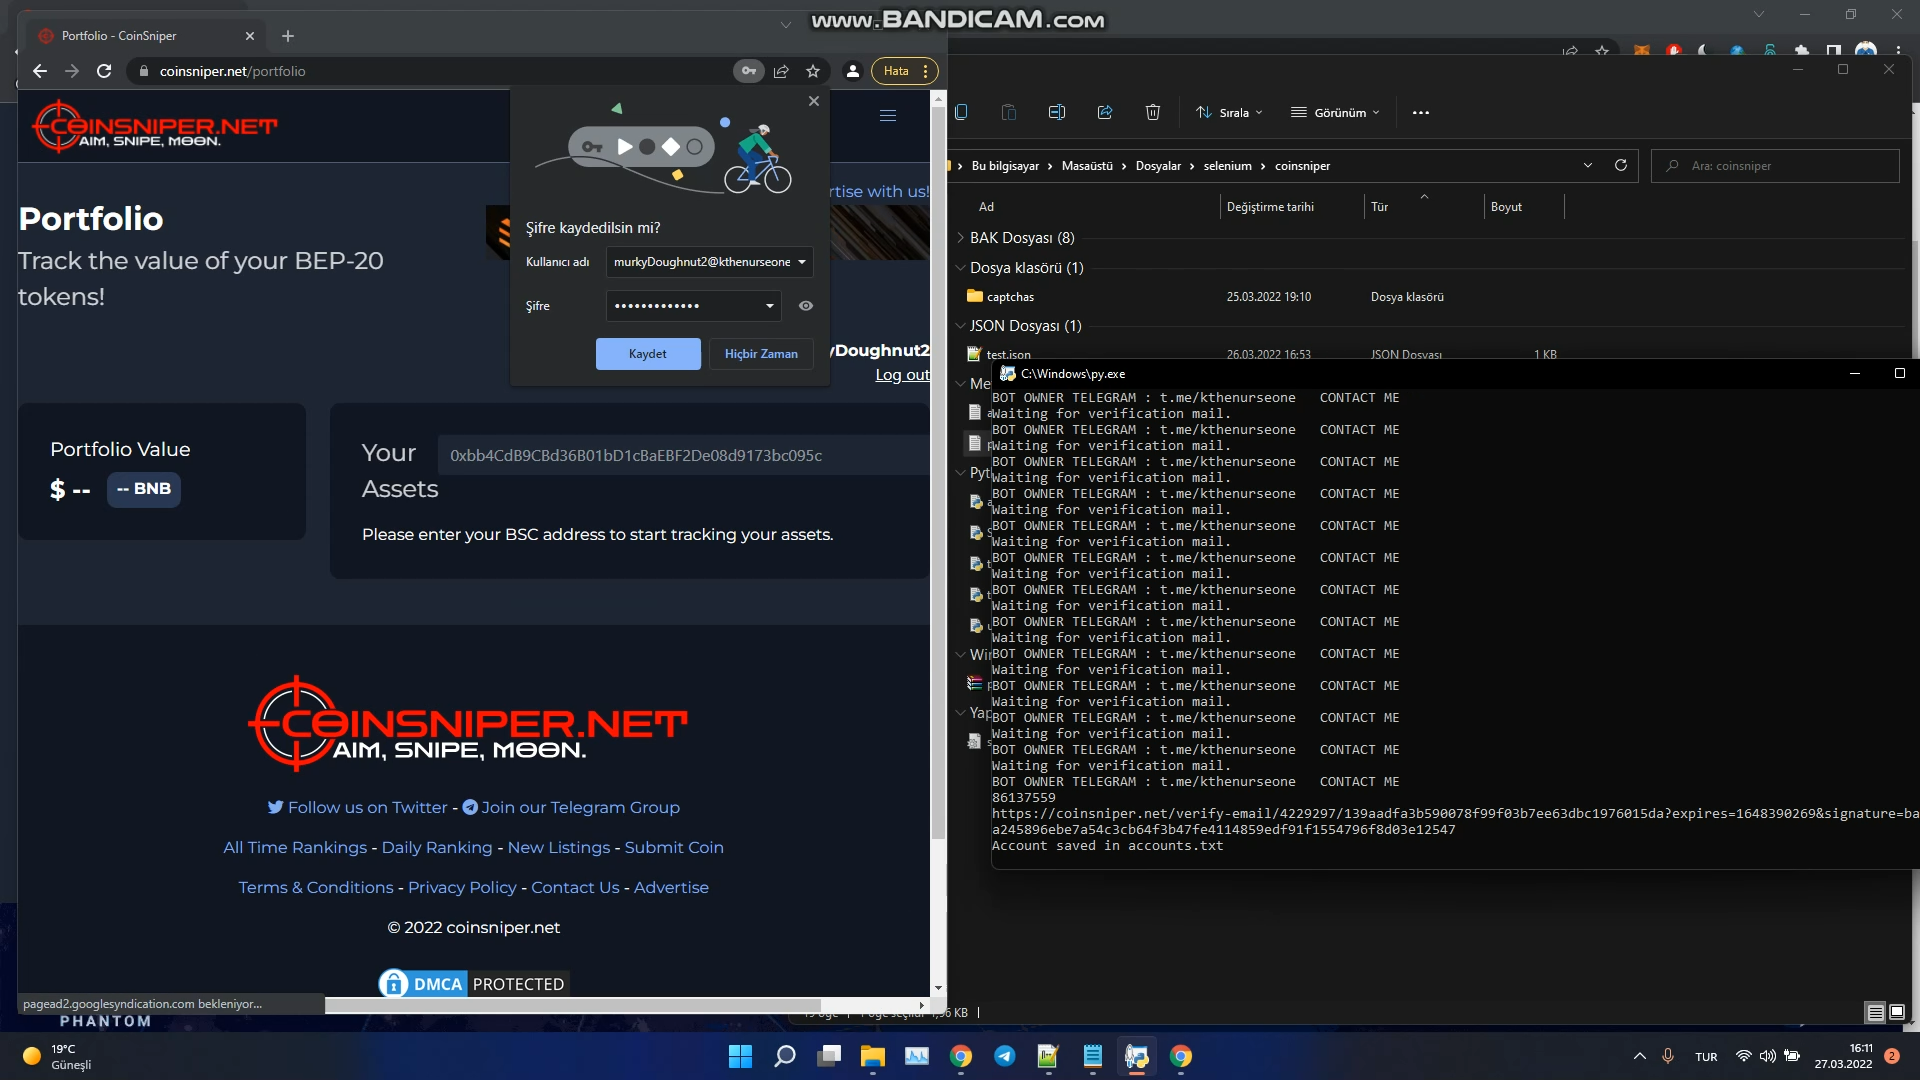 www.BANDICAM.com
Portfolio - CoinSniper
coinsniper.net/portfolio
Hata
COINSNIPER.NET
AIM, SNIPE, MOON.
rtise with us!
Portfolio
Track the value of your BEP-20
tokens!
Şifre kaydedilsin mi?
Kullanıcı adı
murkyDoughnut2@kthenurseone
Şifre
•••••••••••••
Kaydet
Hiçbir Zaman
yDoughnut2
Log out
Portfolio Value
$ --
-- BNB
Your
Assets
0xbb4CdB9CBd36B01bD1cBaEBF2De08d9173bc095c
Please enter your BSC address to start tracking your assets.
COINSNIPER.NET
AIM, SNIPE, MOON.
Follow us on Twitter - Join our Telegram Group
All Time Rankings - Daily Ranking - New Listings - Submit Coin
Terms & Conditions - Privacy Policy - Contact Us - Advertise
© 2022 coinsniper.net
DMCA PROTECTED
pagead2.googlesyndication.com bekleniyor...
PHANTOM
Sırala
Görünüm
Bu bilgisayar > Masaüstü > Dosyalar > selenium > coinsniper
Ara: coinsniper
Ad
Değiştirme tarihi
Tür
Boyut
BAK Dosyası (8)
Dosya klasörü (1)
captchas
25.03.2022 19:10
Dosya klasörü
JSON Dosyası (1)
test.json
26.03.2022 16:53
JSON Dosyası
1 KB
Me
Pyt
Wi
Yap
C:\Windows\py.exe
BOT OWNER TELEGRAM : t.me/kthenurseone   CONTACT ME
Waiting for verification mail.
BOT OWNER TELEGRAM : t.me/kthenurseone   CONTACT ME
Waiting for verification mail.
BOT OWNER TELEGRAM : t.me/kthenurseone   CONTACT ME
Waiting for verification mail.
BOT OWNER TELEGRAM : t.me/kthenurseone   CONTACT ME
Waiting for verification mail.
BOT OWNER TELEGRAM : t.me/kthenurseone   CONTACT ME
Waiting for verification mail.
BOT OWNER TELEGRAM : t.me/kthenurseone   CONTACT ME
Waiting for verification mail.
BOT OWNER TELEGRAM : t.me/kthenurseone   CONTACT ME
Waiting for verification mail.
BOT OWNER TELEGRAM : t.me/kthenurseone   CONTACT ME
Waiting for verification mail.
BOT OWNER TELEGRAM : t.me/kthenurseone   CONTACT ME
Waiting for verification mail.
BOT OWNER TELEGRAM : t.me/kthenurseone   CONTACT ME
Waiting for verification mail.
BOT OWNER TELEGRAM : t.me/kthenurseone   CONTACT ME
Waiting for verification mail.
BOT OWNER TELEGRAM : t.me/kthenurseone   CONTACT ME
Waiting for verification mail.
BOT OWNER TELEGRAM : t.me/kthenurseone   CONTACT ME
86137559
https://coinsniper.net/verify-email/4229297/139aadfa3b590078f99f03b7ee63dbc1976015da?expires=1648390269&signature=ba
a245896ebe7a54c3cb64f3b47fe4114859edf91f1554796f8d03e12547
Account saved in accounts.txt
19°C
Güneşli
TUR
16:11
27.03.2022
2